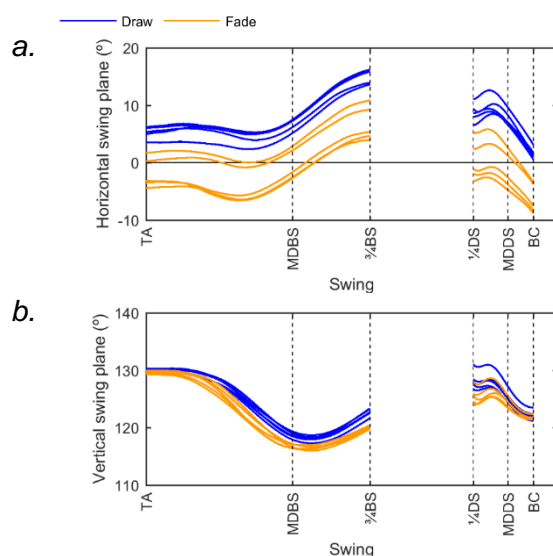 Draw Fade
a.
Horizontal swing plane (º)
20
10
0
-10
TA
MDBS
¾BS
¼DS
MDDS
BC
Swing
b.
Vertical swing plane (º)
140
130
120
110
TA
MDBS
¾BS
¼DS
MDDS
BC
Swing